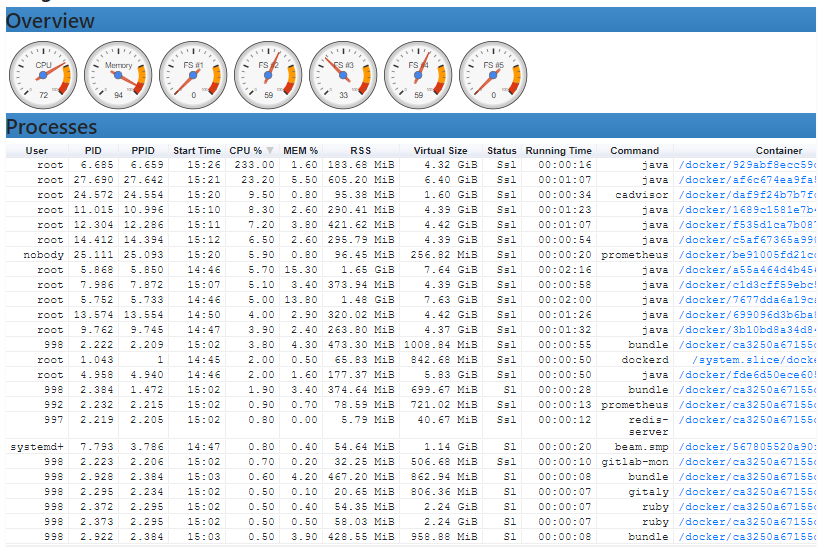 Overview
CPU Memory FS #1 FS #2 FS #3 FS #4 FS #5
72 94 0 59 33 59 0
Processes
User PID PPID Start Time CPU % MEM % RSS Virtual Size Status Running Time Command Container
root 6.685 6.659 15:26 233.00 1.60 183.68 MiB 4.32 GiB Ssl 00:00:16 java /docker/929abf8ecc59
root 27.690 27.642 15:21 23.20 5.50 605.20 MiB 6.40 GiB Ssl 00:01:07 java /docker/af6c674ea9fa
root 24.572 24.554 15:20 9.50 0.80 95.38 MiB 1.60 GiB Ssl 00:00:34 cadvisor /docker/daf9f24b7b7f
root 11.015 10.996 15:10 8.30 2.60 290.41 MiB 4.39 GiB Ssl 00:01:23 java /docker/1689c1581e7b
root 12.304 12.286 15:11 7.20 3.80 421.62 MiB 4.42 GiB Ssl 00:01:07 java /docker/f535d1ca7b087
root 14.412 14.394 15:12 6.50 2.60 295.79 MiB 4.39 GiB Ssl 00:00:54 java /docker/c5af67365a99
nobody 25.111 25.093 15:20 5.90 0.80 96.45 MiB 256.82 MiB Ssl 00:00:20 prometheus /docker/be91005fd21c
root 5.868 5.850 14:46 5.70 15.30 1.65 GiB 7.64 GiB Ssl 00:02:16 java /docker/a55a464d4b45
root 7.986 7.872 15:07 5.10 3.40 373.94 MiB 4.39 GiB Ssl 00:00:58 java /docker/c1d3cff59ebc
root 5.752 5.733 14:46 5.00 13.80 1.48 GiB 7.63 GiB Ssl 00:02:00 java /docker/7677dda6a19c
root 13.574 13.554 14:50 4.00 2.90 320.02 MiB 4.42 GiB Ssl 00:01:26 java /docker/699096d3b6ba
root 9.762 9.745 14:47 3.90 2.40 263.80 MiB 4.37 GiB Ssl 00:01:32 java /docker/3b10bd8a34d8
998 2.222 2.209 15:02 3.80 4.30 473.30 MiB 1008.84 MiB Ssl 00:00:55 bundle /docker/ca3250a67155
root 1.043 1 14:45 2.00 0.50 65.83 MiB 842.68 MiB Ssl 00:00:50 dockerd /system.slice/docke
root 4.958 4.940 14:46 2.00 1.60 177.37 MiB 5.83 GiB Ssl 00:00:50 java /docker/fde6d50ece60
998 2.384 1.472 15:02 1.90 3.40 374.64 MiB 699.67 MiB Sl 00:00:28 bundle /docker/ca3250a67155
992 2.232 2.215 15:02 0.90 0.70 78.59 MiB 721.02 MiB Ssl 00:00:13 prometheus /docker/ca3250a67155
997 2.219 2.205 15:02 0.80 0.00 5.79 MiB 40.67 MiB Ssl 00:00:12 redis-server /docker/ca3250a67155
systemd+ 7.793 3.786 14:47 0.80 0.40 54.64 MiB 1.14 GiB Sl 00:00:20 beam.smp /docker/567805520a90
998 2.223 2.206 15:02 0.70 0.20 32.25 MiB 506.68 MiB Ssl 00:00:10 gitlab-mon /docker/ca3250a67155
998 2.928 2.384 15:03 0.60 4.20 467.20 MiB 862.94 MiB Sl 00:00:08 bundle /docker/ca3250a67155
998 2.295 2.234 15:02 0.50 0.10 20.65 MiB 806.36 MiB Sl 00:00:07 gitaly /docker/ca3250a67155
998 2.372 2.295 15:02 0.50 0.40 54.35 MiB 2.24 GiB Sl 00:00:07 ruby /docker/ca3250a67155
998 2.373 2.295 15:02 0.50 0.50 58.03 MiB 2.24 GiB Sl 00:00:07 ruby /docker/ca3250a67155
998 2.922 2.384 15:03 0.50 3.90 428.55 MiB 958.88 MiB Sl 00:00:08 bundle /docker/ca3250a67155